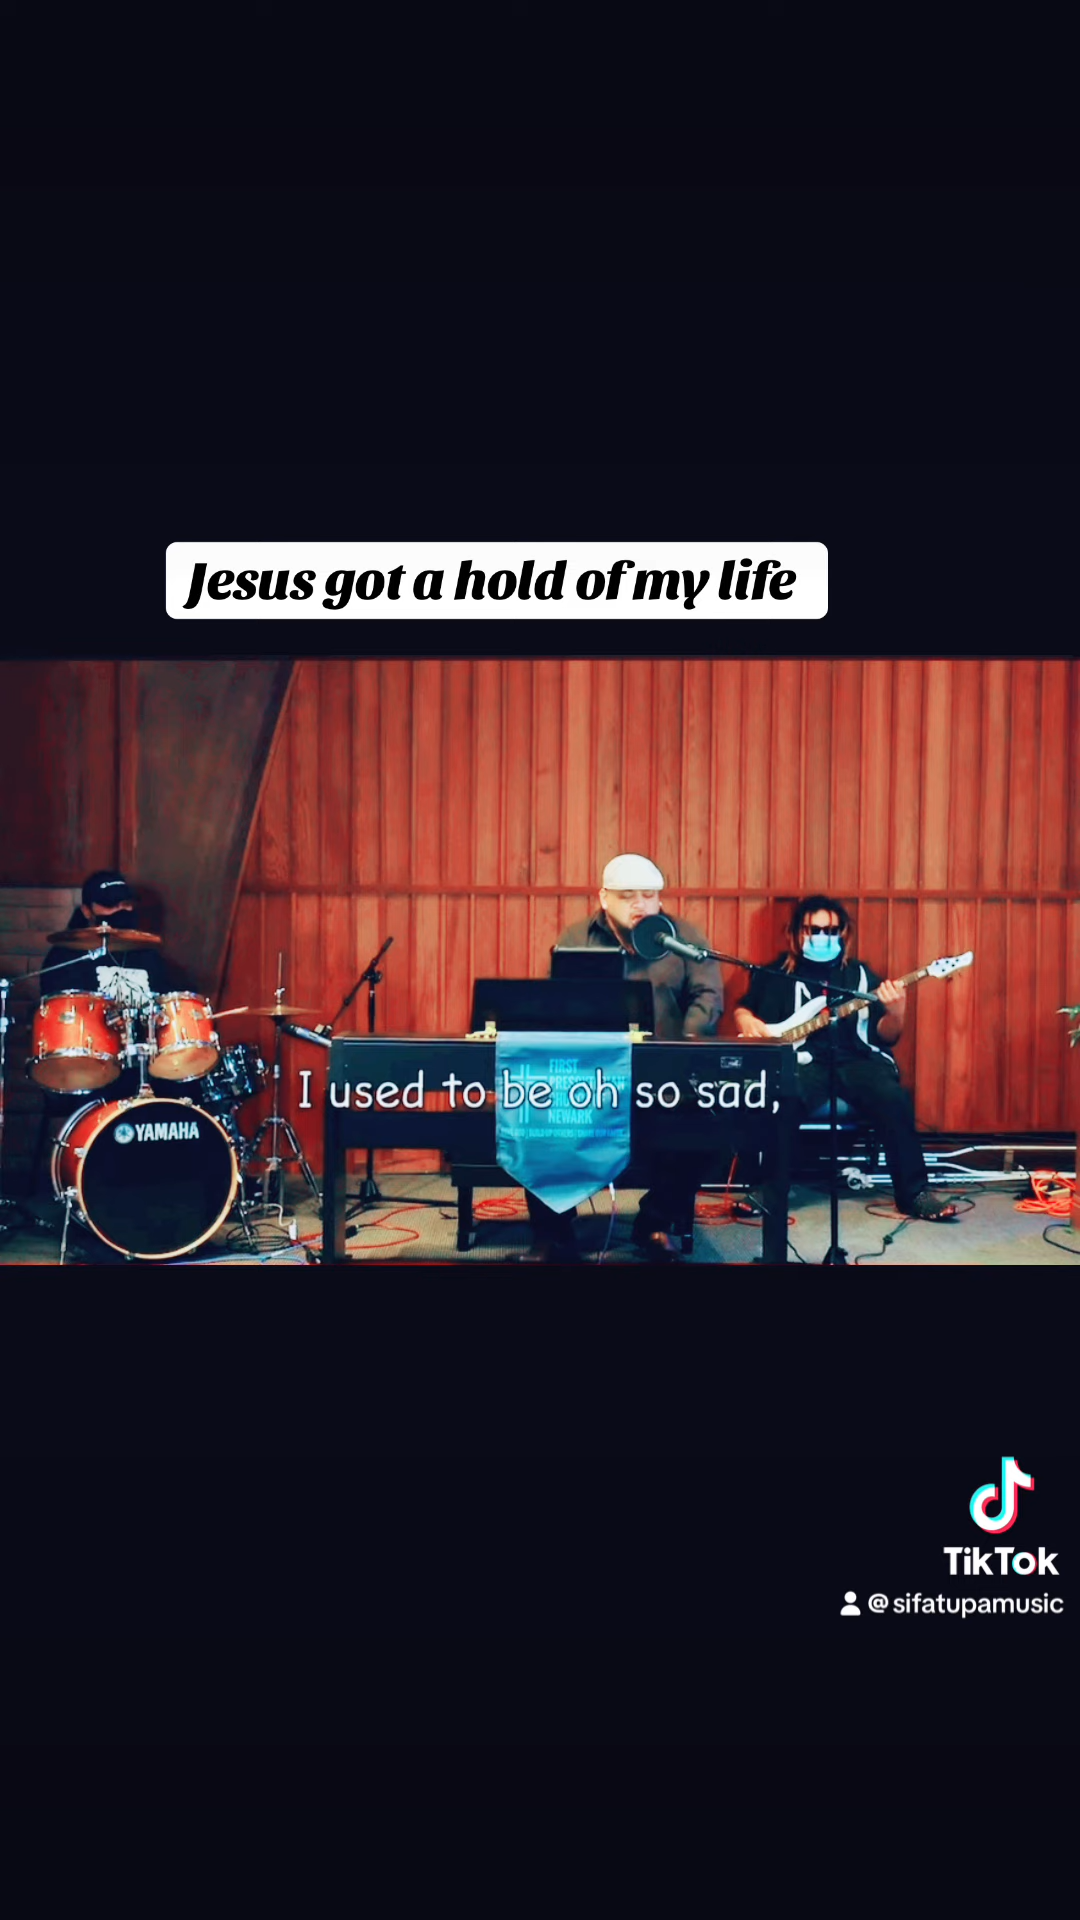 Jesus got a hold of my life
I used to be oh so sad,
FIRST
NEWARK
YAMAHA
TikTok
@sifatupamusic